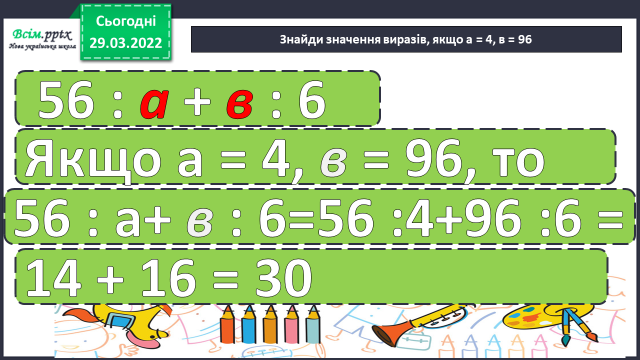 Всім.pptx
Нова українська школа
Сьогодні
29.03.2022
Знайди значення виразів, якщо а = 4, в = 96
56 : а + в : 6
Якщо а = 4, в = 96, то
56 : а+ в : 6=56 :4+96 :6 =
14 + 16 = 30